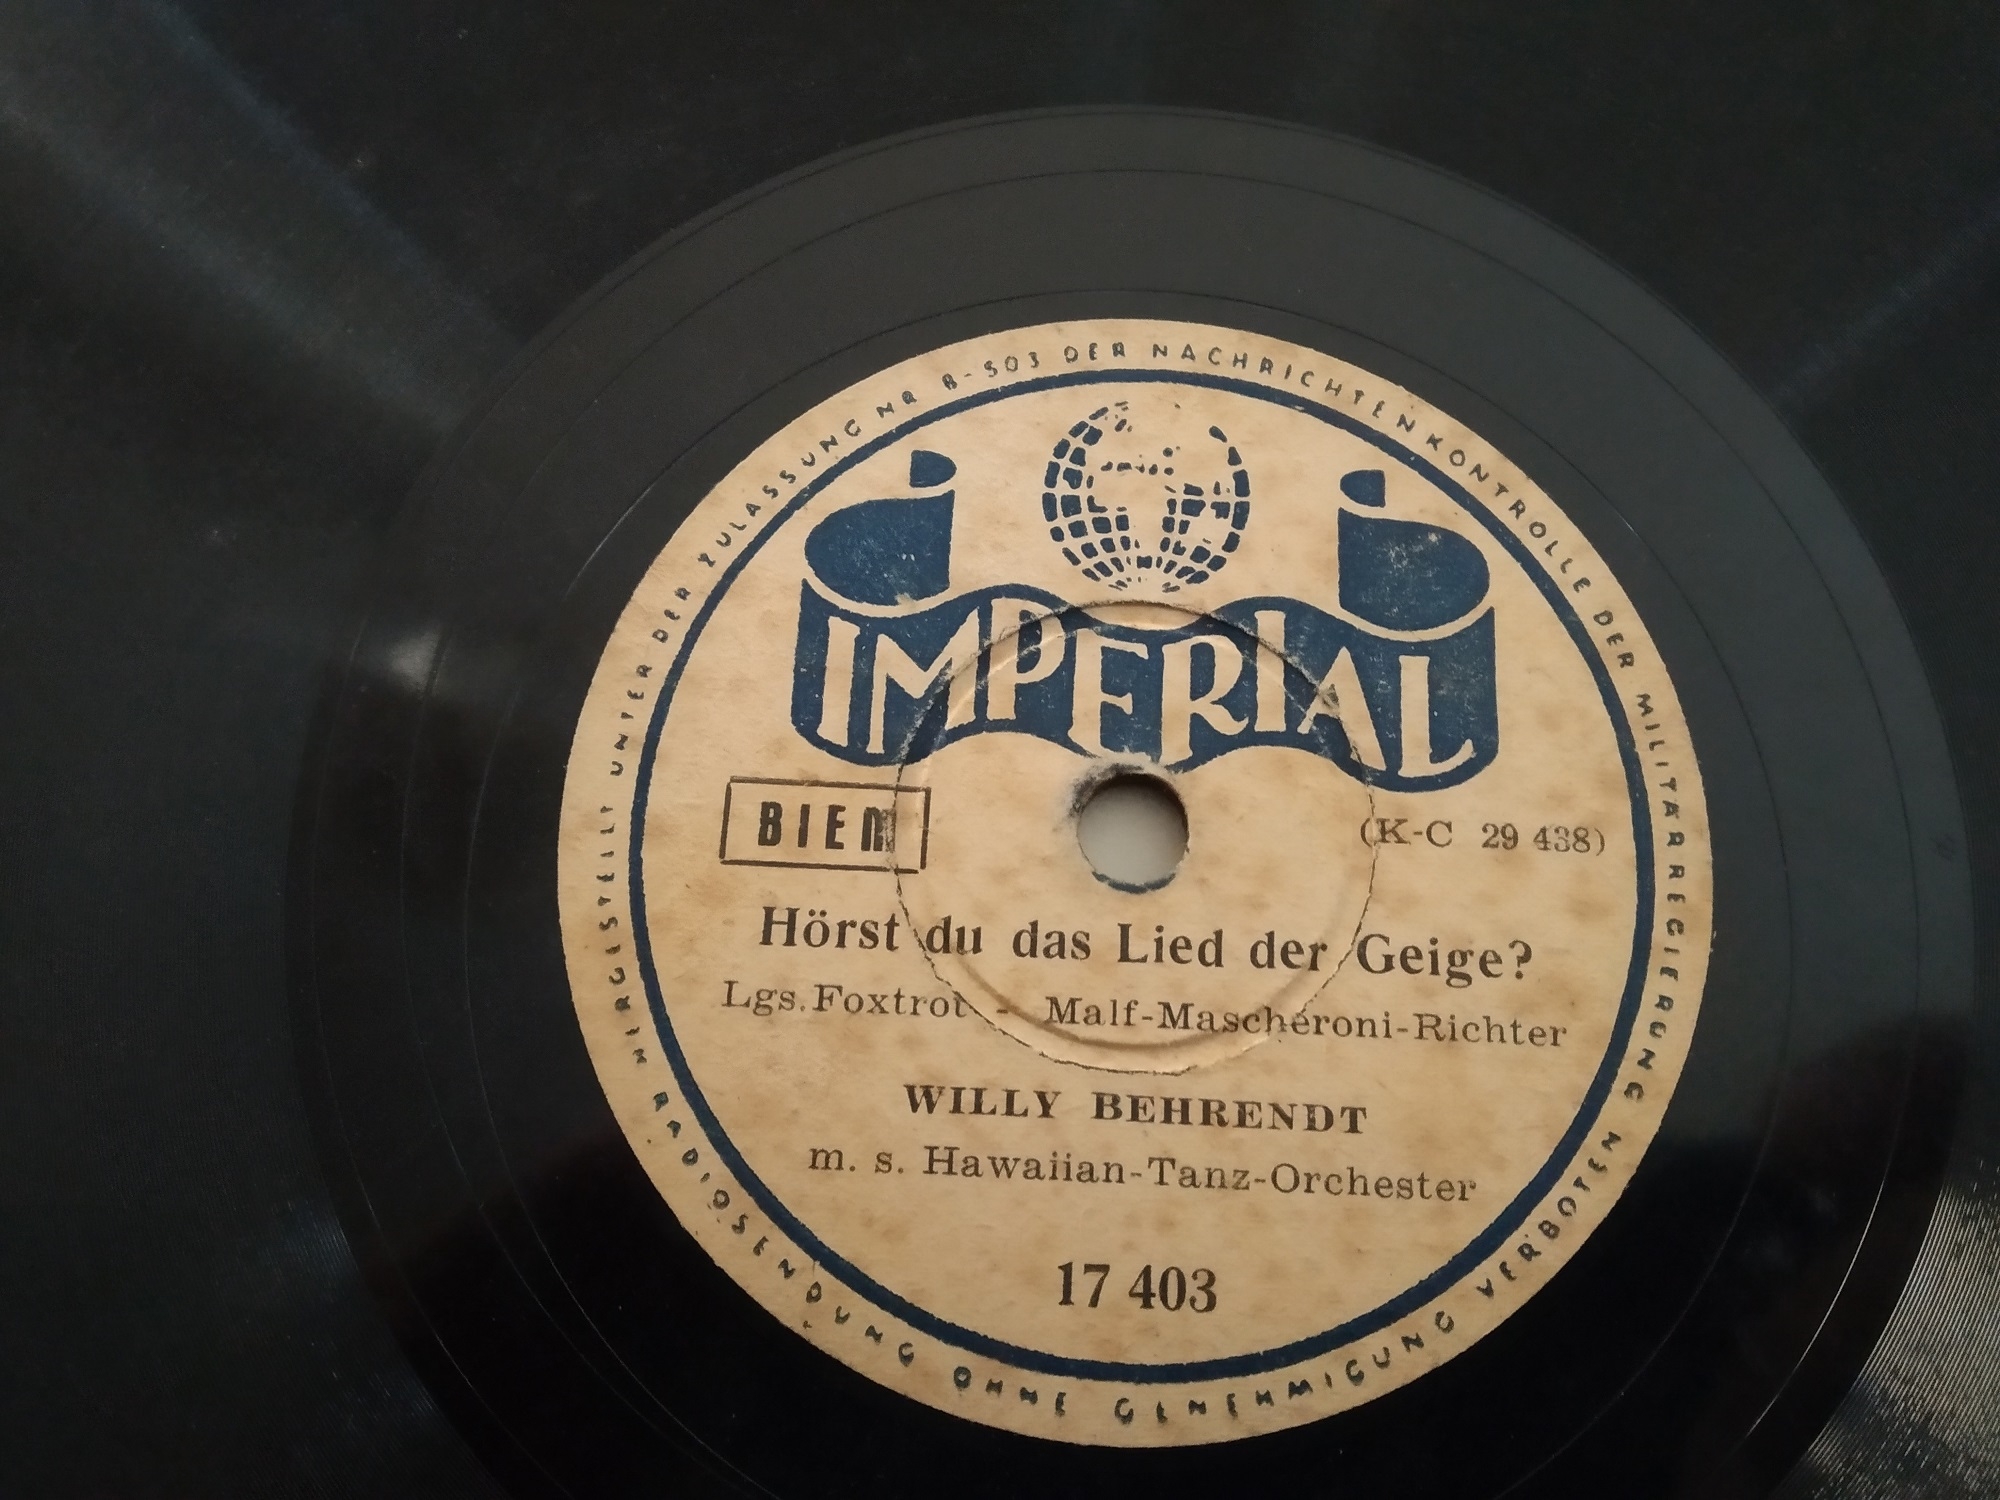 HERGESTELLT UNTER DER ZULASSUNG NR B-503 DER NACHRICHTENKONTROLLE DER MILITÄRREGIERUNG
IMPERIAL
BIEM
(K-C 29 438)
Hörst du das Lied der Geige?
Lgs. Foxtrot - Malf-Mascheroni-Richter
WILLY BEHRENDT
m. s. Hawaiian-Tanz-Orchester
17 403
RADIOSENDUNG OHNE GENEHMIGUNG VERBOTEN